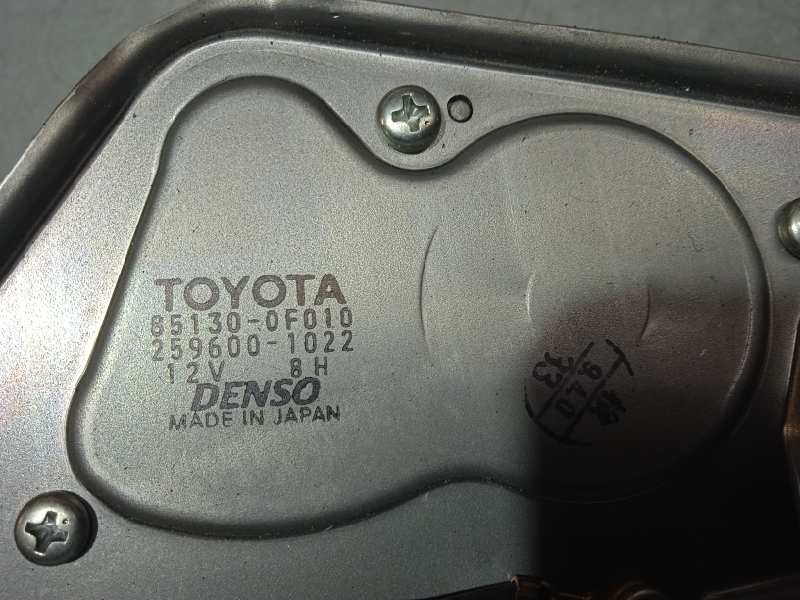 TOYOTA
85130-0F010
259600-1022
12V 8H
DENSO
MADE IN JAPAN